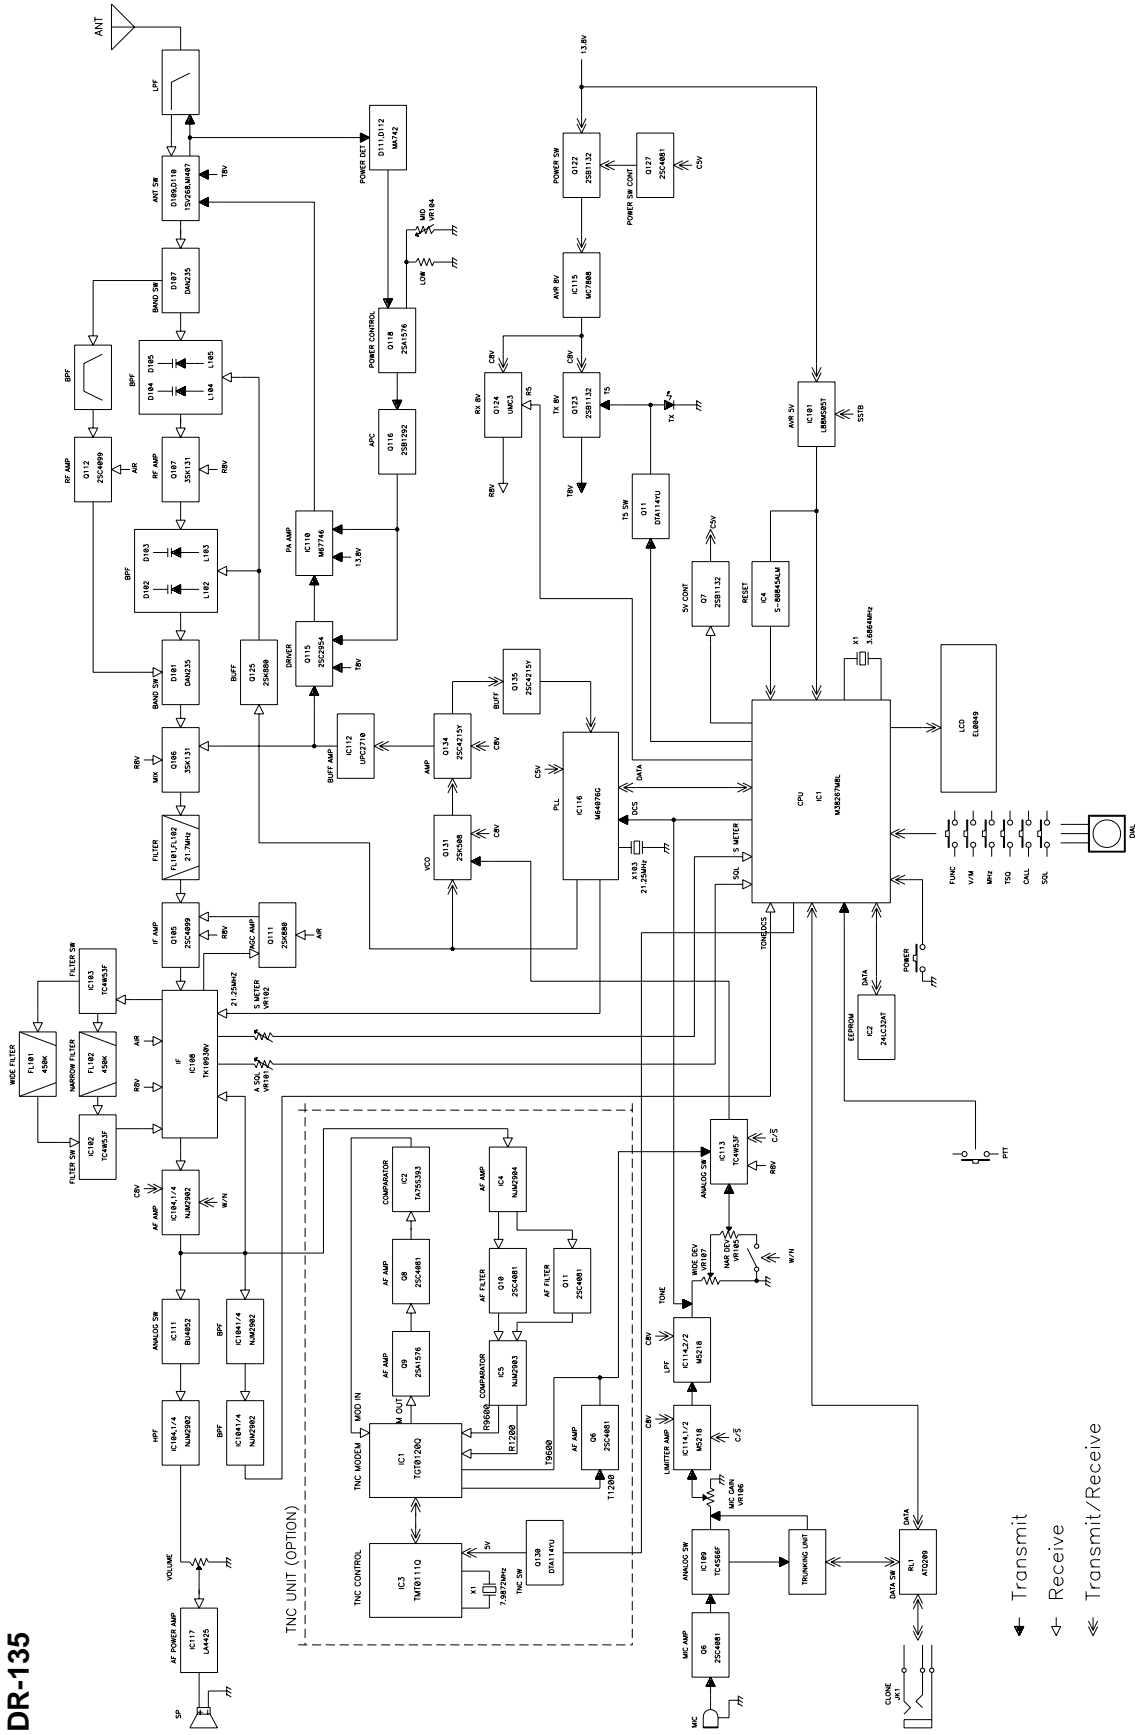 DR-135
ANT
LPF
ANT SW
D109,D110
1SV268,MI407
T8V
POWER DET
D111,D112
MA742
BAND SW
D107
DAN235
BPF
BPF
D105
D104
L105
L104
RF AMP
Q112
2SC4099
AIR
RF AMP
Q107
3SK131
R8V
BPF
D103
D102
L103
L102
BAND SW
D101
DAN235
BUFF
Q125
2SK880
R8V
MIX
Q106
3SK131
FILTER
FL101,FL102
21.7MHz
IF AMP
Q105
2SC4099
R8V
AGC AMP
Q111
2SK880
AIR
FILTER SW
IC103
TC4W53F
WIDE FILTER
FL101
450K
NARROW FILTER
FL102
450K
FILTER SW
IC102
TC4W53F
AIR
R8V
IF
IC108
TK10930V
21.25MHZ
S METER
VR102
A SQL
VR101
C8V
AF AMP
IC104,1/4
NJM2902
W/N
ANALOG SW
IC111
BU4052
BPF
IC1041/4
NJM2902
HPF
IC104,1/4
NJM2902
BPF
IC1041/4
NJM2902
VOLUME
AF POWER AMP
IC117
LA4425
SP
POWER CONTROL
Q118
2SA1576
LOW
MID
VR104
APC
Q116
2SB1292
PA AMP
IC110
M67746
13.8V
DRIVER
Q115
2SC2954
T8V
BUFF AMP
IC112
UPC2710
AMP
Q134
2SC4215Y
C8V
BUFF
Q135
2SC4215Y
VCO
Q131
2SK508
C8V
C5V
PLL
IC116
M64076G
X103
21.25MHz
DATA
DCS
13.8V
POWER SW
Q122
2SB1132
POWER SW CONT
Q127
2SC4081
C5V
AVR 8V
IC115
MC7808
C8V
C8V
RX 8V
Q124
UMC3
R5
R8V
TX 8V
Q123
2SB1132
T5
T8V
TX
T5 SW
Q11
DTA114YU
AVR 5V
IC101
L88MS05T
SSTB
5V CONT
Q7
2SB1132
C5V
RESET
IC4
S-80845ALM
X1
3.6864MHz
CPU
IC1
M38267M8L
S METER
SQL
TONE,DCS
LCD
EL0049
FUNC
V/M
MHz
TSQ
CALL
SQL
DIAL
POWER
EEPROM
DATA
IC2
24LC32AT
PTT
TNC UNIT (OPTION)
COMPARATOR
IC2
TA75S393
AF AMP
Q8
2SC4081
AF AMP
Q9
2SA1576
AF AMP
IC4
NJM2904
AF FILTER
Q10
2SC4081
AF FILTER
Q11
2SC4081
COMPARATOR
IC5
NJM2903
TNC MODEM
MOD IN
M OUT
IC1
TGT0120Q
R9600
R1200
T9600
AF AMP
Q6
2SC4081
T1200
TNC CONTROL
IC3
TMT0111Q
5V
X1
7.9872MHz
TNC SW
Q130
DTA114YU
ANALOG SW
IC113
TC4W53F
R8V
C/S
WIDE DEV
VR107
NAR DEV
VR105
W/N
TONE
C8V
LPF
IC114,2/2
M5218
C8V
LIMITTER AMP
IC114,1/2
M5218
C/S
MIC GAIN
VR106
ANALOG SW
IC109
TC4S66F
TRUNKING UNIT
MIC AMP
Q6
2SC4081
MIC
DATA
DATA SW
RL1
ATQ209
CLONE
JK1
Transmit
Receive
Transmit/Receive